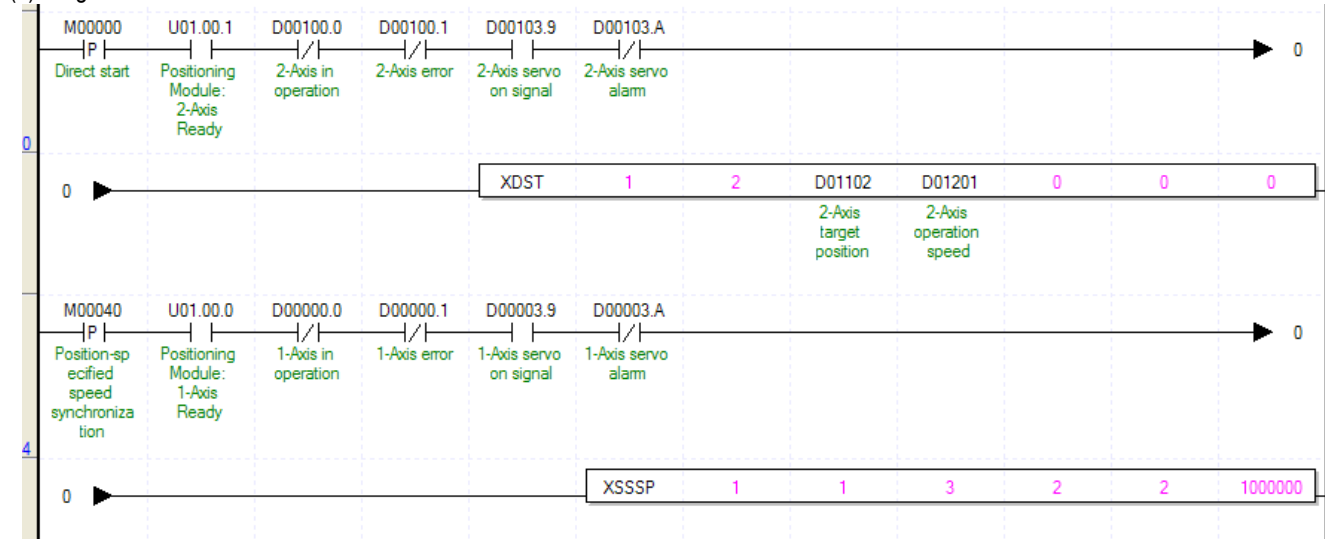 M00000 U01.00.1 D00100.0 D00100.1 D00103.9 D00103.A
P
0
Direct start Positioning 2-Axis in 2-Axis error 2-Axis servo 2-Axis servo
Module: operation on signal alarm
2-Axis
Ready
0
0 XDST 1 2 D01102 D01201 0 0 0
2-Axis 2-Axis
target operation
position speed
M00040 U01.00.0 D00000.0 D00000.1 D00003.9 D00003.A
P
0
Position-sp Positioning 1-Axis in 1-Axis error 1-Axis servo 1-Axis servo
ecified Module: operation on signal alarm
speed 1-Axis
synchroniza Ready
tion
4
0 XSSSP 1 1 3 2 2 1000000